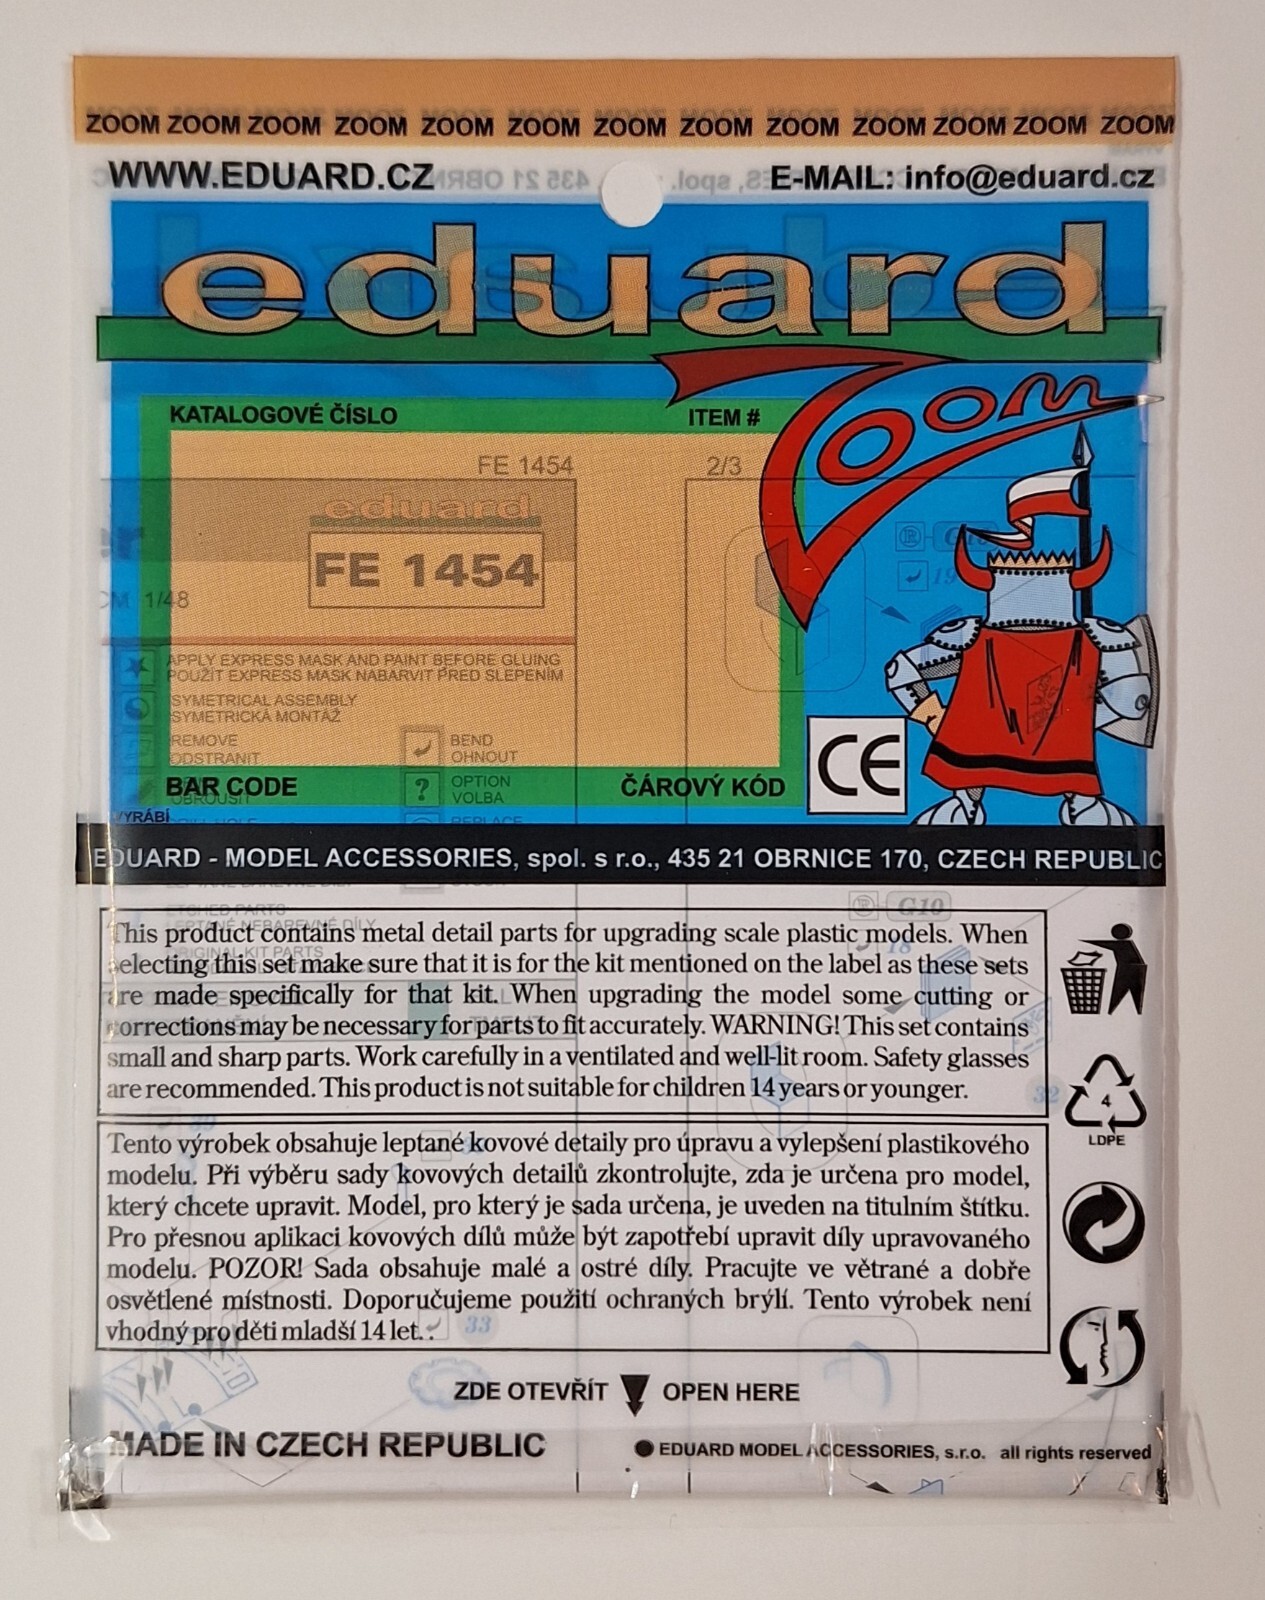 ZOOM ZOOM ZOOM ZOOM ZOOM ZOOM ZOOM ZOOM ZOOM ZOOM ZOOM ZOOM ZOOM
WWW.EDUARD.CZ
E-MAIL: info@eduard.cz
eduard
Zoom
KATALOGOVÉ ČÍSLO
ITEM #
FE 1454
2/3
eduard
FE 1454
1/48
G10
19
APPLY EXPRESS MASK AND PAINT BEFORE GLUING
POUŽÍT EXPRESS MASK NABARVIT PŘED SLEPENÍM
SYMETRICAL ASSEMBLY
SYMETRICKÁ MONTÁŽ
REMOVE
ODSTRANIT
BEND
OHNOUT
OPTION
VOLBA
?
BAR CODE
OBROUSIT
ČÁROVÝ KÓD
CE
VYRÁBÍ
REPLACE
EDUARD - MODEL ACCESSORIES, spol. s r.o., 435 21 OBRNICE 170, CZECH REPUBLIC
ETCHED PARTS
G10
18
This product contains metal detail parts for upgrading scale plastic models. When
selecting this set make sure that it is for the kit mentioned on the label as these sets
are made specifically for that kit. When upgrading the model some cutting or
corrections may be necessary for parts to fit accurately. WARNING! This set contains
small and sharp parts. Work carefully in a ventilated and well-lit room. Safety glasses
are recommended. This product is not suitable for children 14 years or younger.
32
4
LDPE
Tento výrobek obsahuje leptané kovové detaily pro úpravu a vylepšení plastikového
modelu. Při výběru sady kovových detailů zkontrolujte, zda je určena pro model,
který chcete upravit. Model, pro který je sada určena, je uveden na titulním štítku.
Pro přesnou aplikaci kovových dílů může být zapotřebí upravit díly upravovaného
modelu. POZOR! Sada obsahuje malé a ostré díly. Pracujte ve větrané a dobře
osvětlené místnosti. Doporučujeme použití ochraných brýlí. Tento výrobek není
vhodný pro děti mladší 14 let. .
33
ZDE OTEVŘÍT OPEN HERE
MADE IN CZECH REPUBLIC
EDUARD MODEL ACCESSORIES, s.r.o. all rights reserved